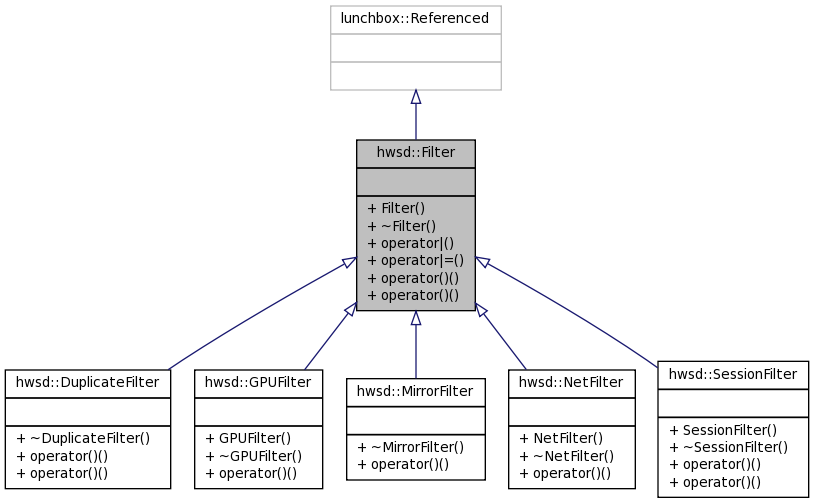 lunchbox::Referenced
hwsd::Filter
+ Filter()
+ ~Filter()
+ operator|()
+ operator|=()
+ operator()()
+ operator()()
hwsd::DuplicateFilter
+ ~DuplicateFilter()
+ operator()()
+ operator()()
hwsd::GPUFilter
+ GPUFilter()
+ ~GPUFilter()
+ operator()()
hwsd::MirrorFilter
+ ~MirrorFilter()
+ operator()()
hwsd::NetFilter
+ NetFilter()
+ ~NetFilter()
+ operator()()
hwsd::SessionFilter
+ SessionFilter()
+ ~SessionFilter()
+ operator()()
+ operator()()